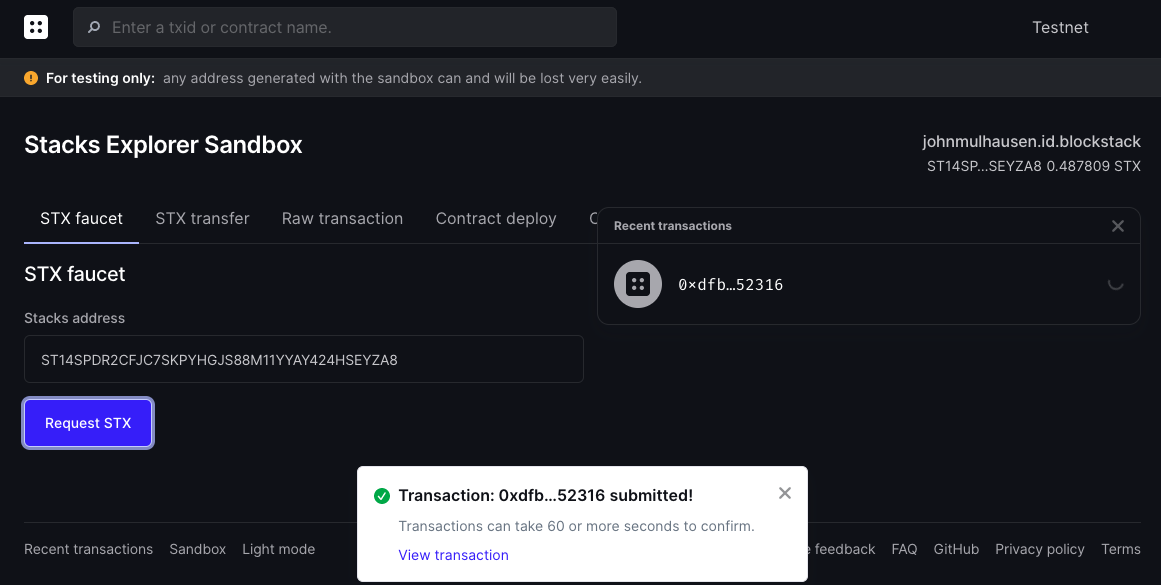 Enter a txid or contract name.
Testnet
For testing only: any address generated with the sandbox can and will be lost very easily.
Stacks Explorer Sandbox
johnmulhausen.id.blockstack
ST14SP...SEYZA8 0.487809 STX
STX faucet STX transfer Raw transaction Contract deploy
Recent transactions
0xdfb…52316
STX faucet
Stacks address
ST14SPDR2CFJC7SKPYHGJS88M11YYAY424HSEYZA8
Request STX
Transaction: 0xdfb…52316 submitted!
Transactions can take 60 or more seconds to confirm.
View transaction
Recent transactions Sandbox Light mode
feedback FAQ GitHub Privacy policy Terms